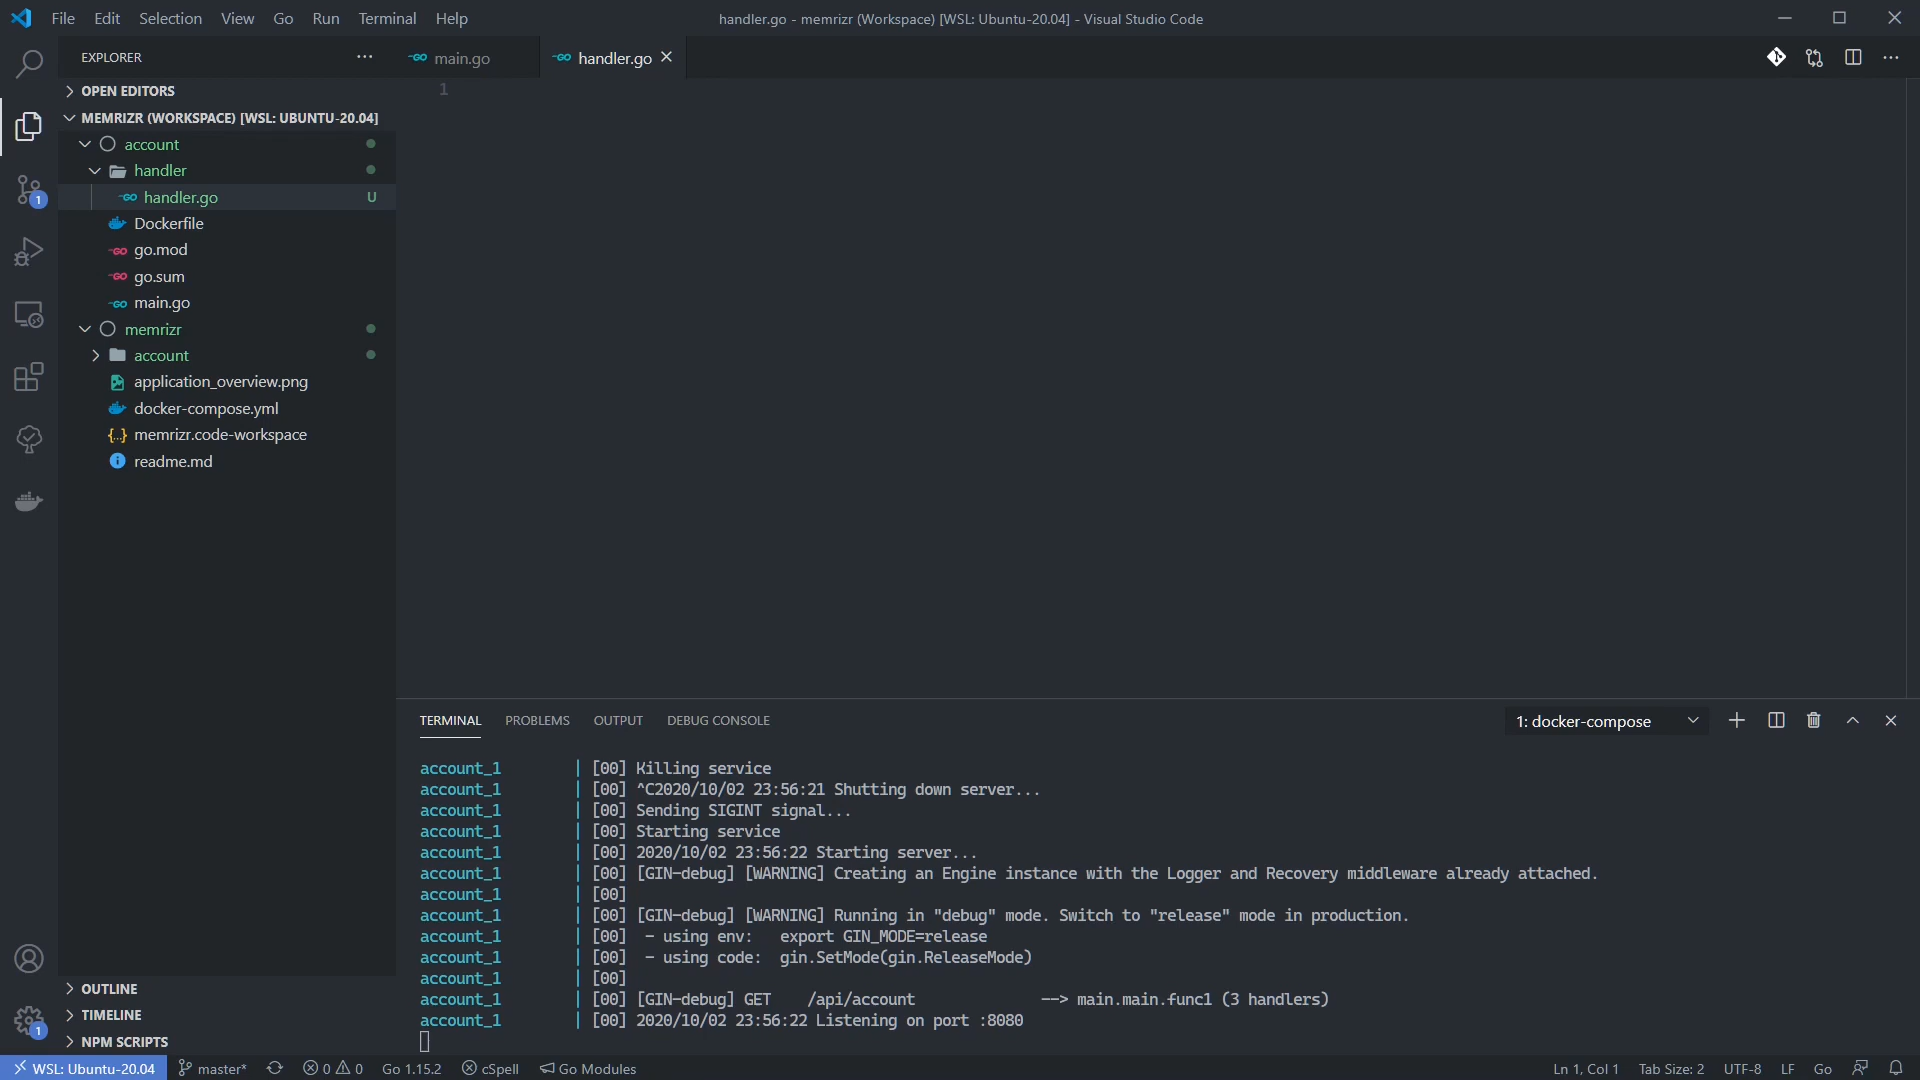 File Edit Selection View Go Run Terminal Help
handler.go - memrizr (Workspace) [WSL: Ubuntu-20.04] - Visual Studio Code
EXPLORER
main.go
handler.go
OPEN EDITORS
MEMRIZR (WORKSPACE) [WSL: UBUNTU-20.04]
account
handler
handler.go U
Dockerfile
go.mod
go.sum
main.go
memrizr
account
application_overview.png
docker-compose.yml
memrizr.code-workspace
readme.md
OUTLINE
TIMELINE
NPM SCRIPTS
1
1
1
TERMINAL PROBLEMS OUTPUT DEBUG CONSOLE
1: docker-compose
account_1 | [00] Killing service
account_1 | [00] ^C2020/10/02 23:56:21 Shutting down server...
account_1 | [00] Sending SIGINT signal...
account_1 | [00] Starting service
account_1 | [00] 2020/10/02 23:56:22 Starting server...
account_1 | [00] [GIN-debug] [WARNING] Creating an Engine instance with the Logger and Recovery middleware already attached.
account_1 | [00]
account_1 | [00] [GIN-debug] [WARNING] Running in "debug" mode. Switch to "release" mode in production.
account_1 | [00] - using env: export GIN_MODE=release
account_1 | [00] - using code: gin.SetMode(gin.ReleaseMode)
account_1 | [00]
account_1 | [00] [GIN-debug] GET /api/account --> main.main.func1 (3 handlers)
account_1 | [00] 2020/10/02 23:56:22 Listening on port :8080
WSL: Ubuntu-20.04 master* 0 0 Go 1.15.2 cSpell Go Modules
Ln 1, Col 1 Tab Size: 2 UTF-8 LF Go